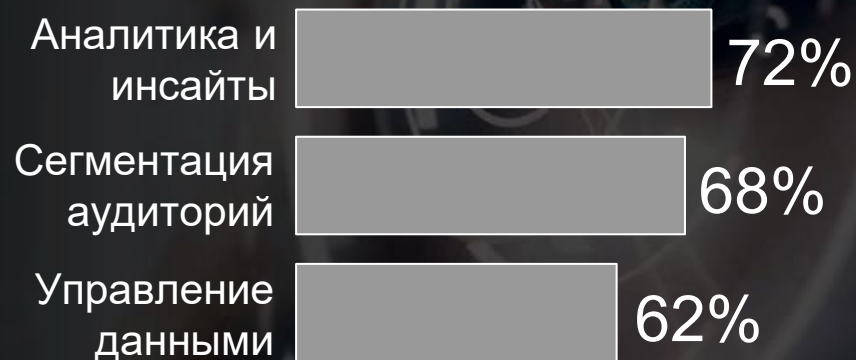 Аналитика и
инсайты
72%
Сегментация
аудиторий
68%
Управление
данными
62%